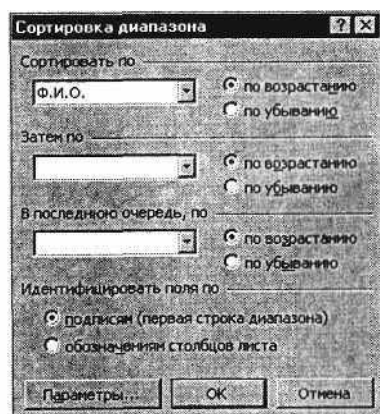 Сортировка диапазона
Сортировать по
Ф.И.О.
по возрастанию
по убыванию
Затем по
по возрастанию
по убыванию
В последнюю очередь, по
по возрастанию
по убыванию
Идентифицировать поля по
подписям (первая строка диапазона)
обозначениям столбцов листа
Параметры... ОК Отмена